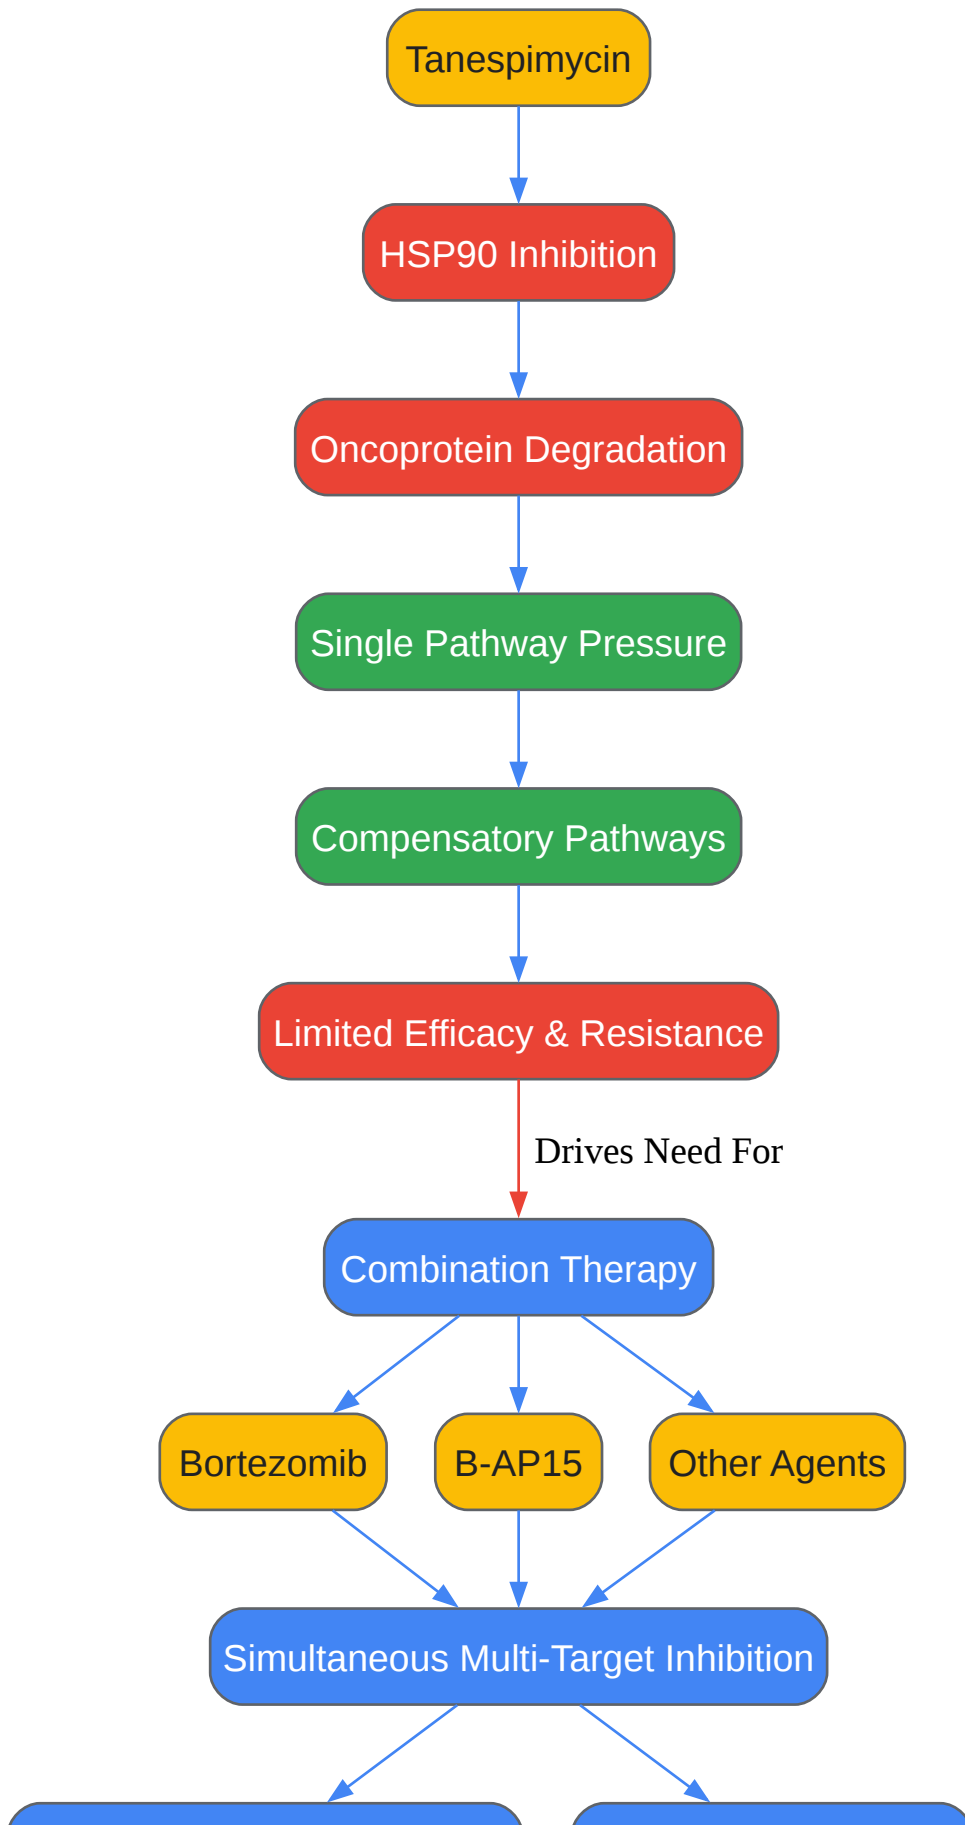 Tanespimycin
HSP90 Inhibition
Oncoprotein Degradation
Single Pathway Pressure
Compensatory Pathways
Limited Efficacy & Resistance
Drives Need For
Combination Therapy
Bortezomib
B-AP15
Other Agents
Simultaneous Multi-Target Inhibition